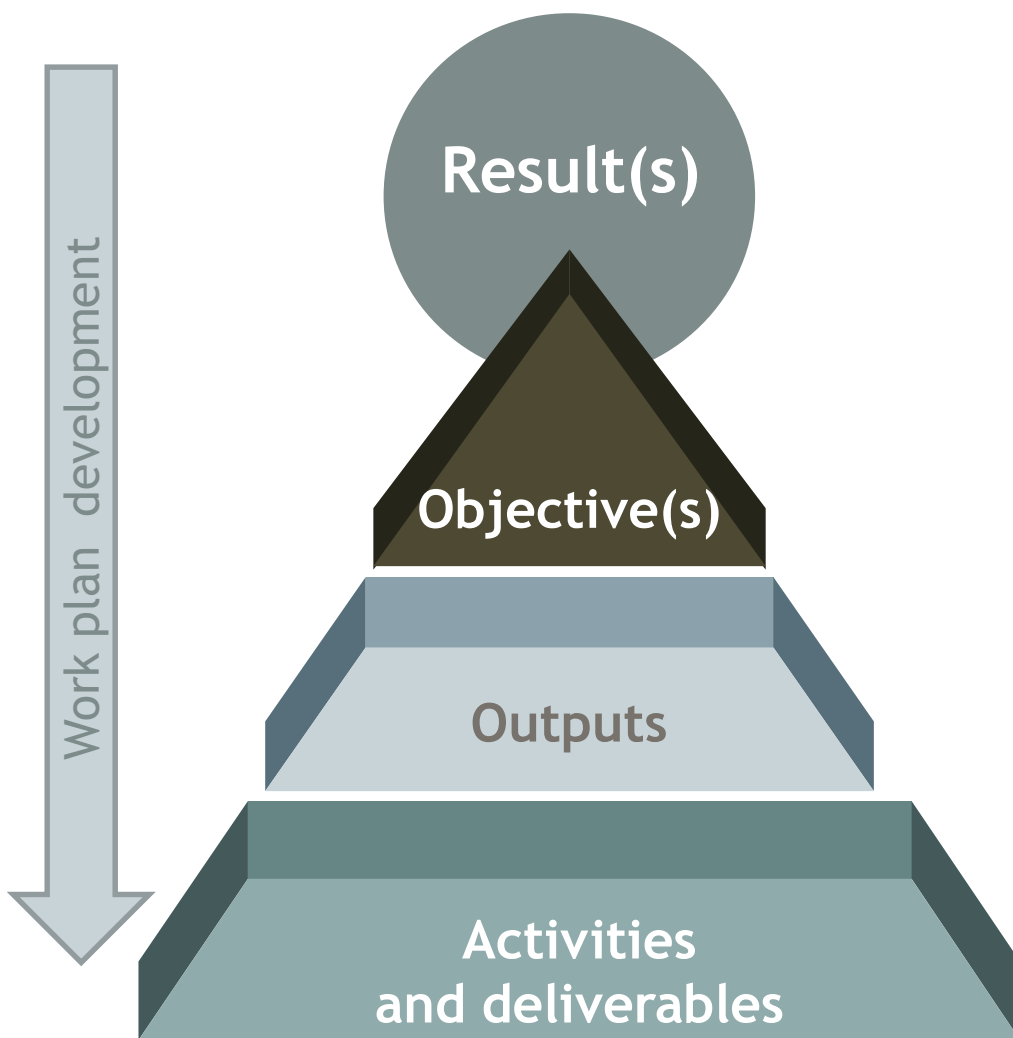 Result(s)
Work plan development
Objective(s)
Outputs
Activities
and deliverables